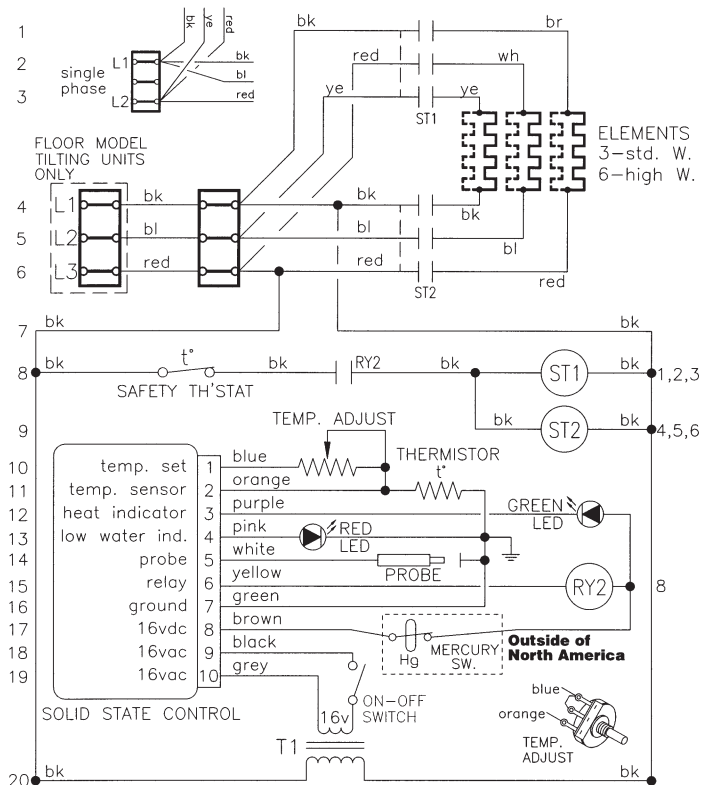 1
2
3
4
5
6
7
8
9
10
11
12
13
14
15
16
17
18
19
20
bk
ye
red
L1
bk
bl
single
phase
L2
red
bk
br
red
wh
ye
ye
ST1
ELEMENTS
3-std. W.
6-high W.
FLOOR MODEL
TILTING UNITS
ONLY
L1
bk
bk
bk
L2
bl
bl
bl
L3
red
red
red
ST2
bk
bk
bk
t°
bk
RY2
bk
ST1
bk
1,2,3
SAFETY TH'STAT
bk
ST2
bk
4,5,6
TEMP. ADJUST
THERMISTOR
t°
temp. set
1
blue
temp. sensor
2
orange
heat indicator
3
purple
GREEN
LED
low water ind.
4
pink
RED
LED
probe
5
white
PROBE
relay
6
yellow
RY2
8
ground
7
green
16vdc
8
brown
Hg
MERCURY
SW.
Outside of
North America
16vac
9
black
16vac
10
grey
SOLID STATE CONTROL
16v
ON-OFF
SWITCH
T1
blue
orange
TEMP.
ADJUST
bk
bk